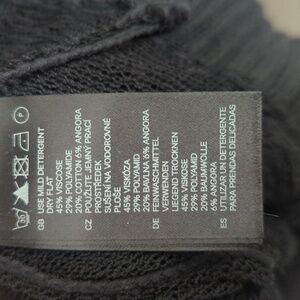 GB USE MILD DETERGENT
DRY FLAT
45% VISCOSE
29% POLYAMIDE
20% COTTON 6% ANGORA
CZ POUŽIJTE JEMNÝ PRACÍ
PROSTŘEDEK
SUŠENÍ NA VODOROVNÉ
PLOŠE
45% VISKÓZA
29% POLYAMID
20% BAVLNA 6% ANGORA
DE FEINWASCHMITTEL
VERWENDEN
LIEGEND TROCKNEN
45% VISKOSE
29% POLYAMID
20% BAUMWOLLE
6% ANGORA
ES UTILIZAR UN DETERGENTE
PARA PRENDAS DELICADAS